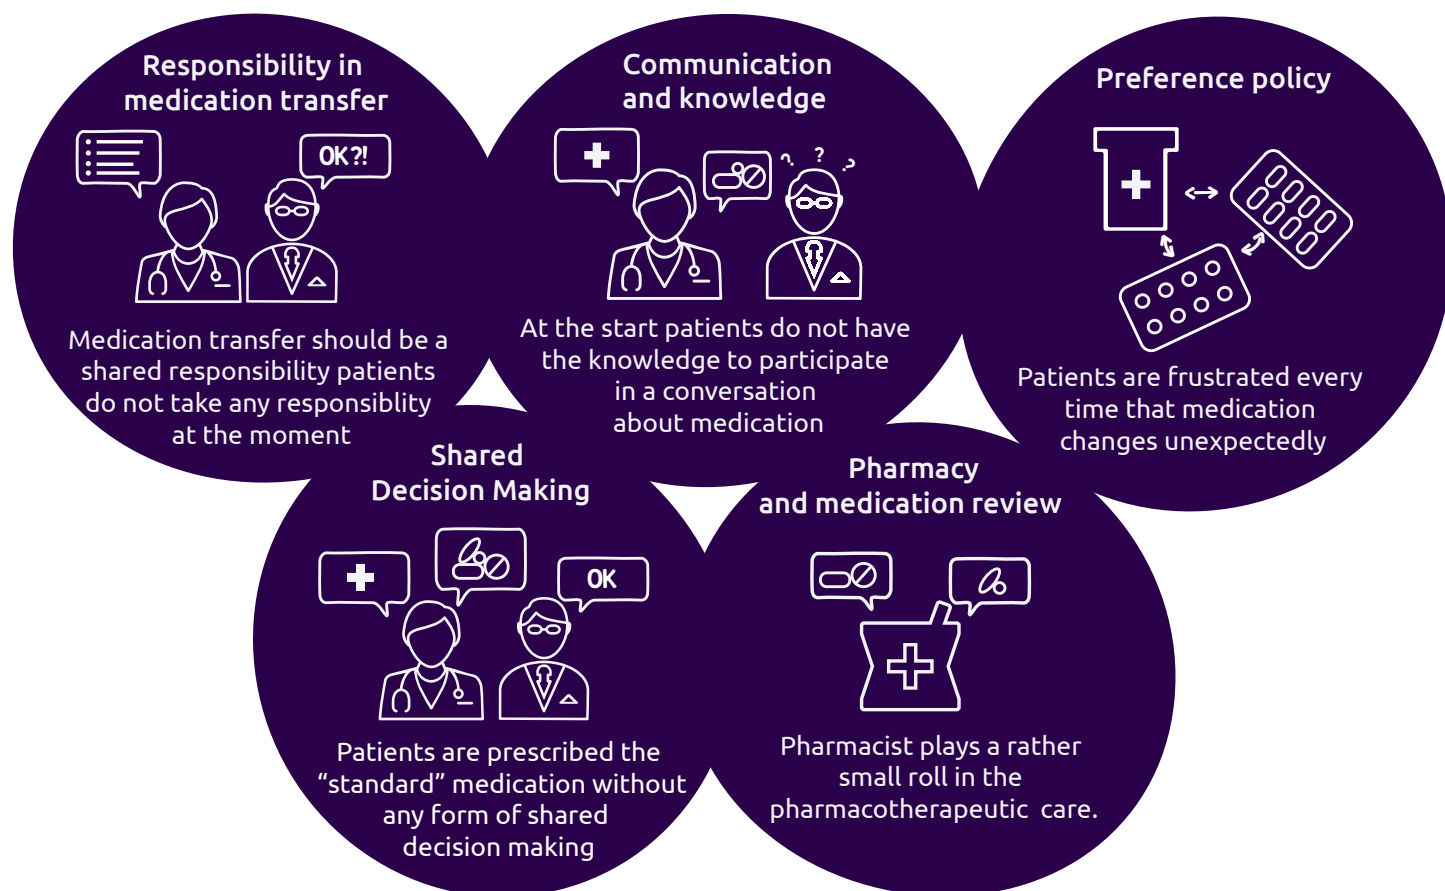 Responsibility in
medication transfer
OK?!
Medication transfer should be a
shared responsibility patients
do not take any responsiblity
at the moment
Communication
and knowledge
? ? ?
At the start patients do not have
the knowledge to participate
in a conversation
about medication
Preference policy
Patients are frustrated every
time that medication
changes unexpectedly
Shared
Decision Making
OK
Patients are prescribed the
“standard” medication without
any form of shared
decision making
Pharmacy
and medication review
Pharmacist plays a rather
small roll in the
pharmacotherapeutic care.